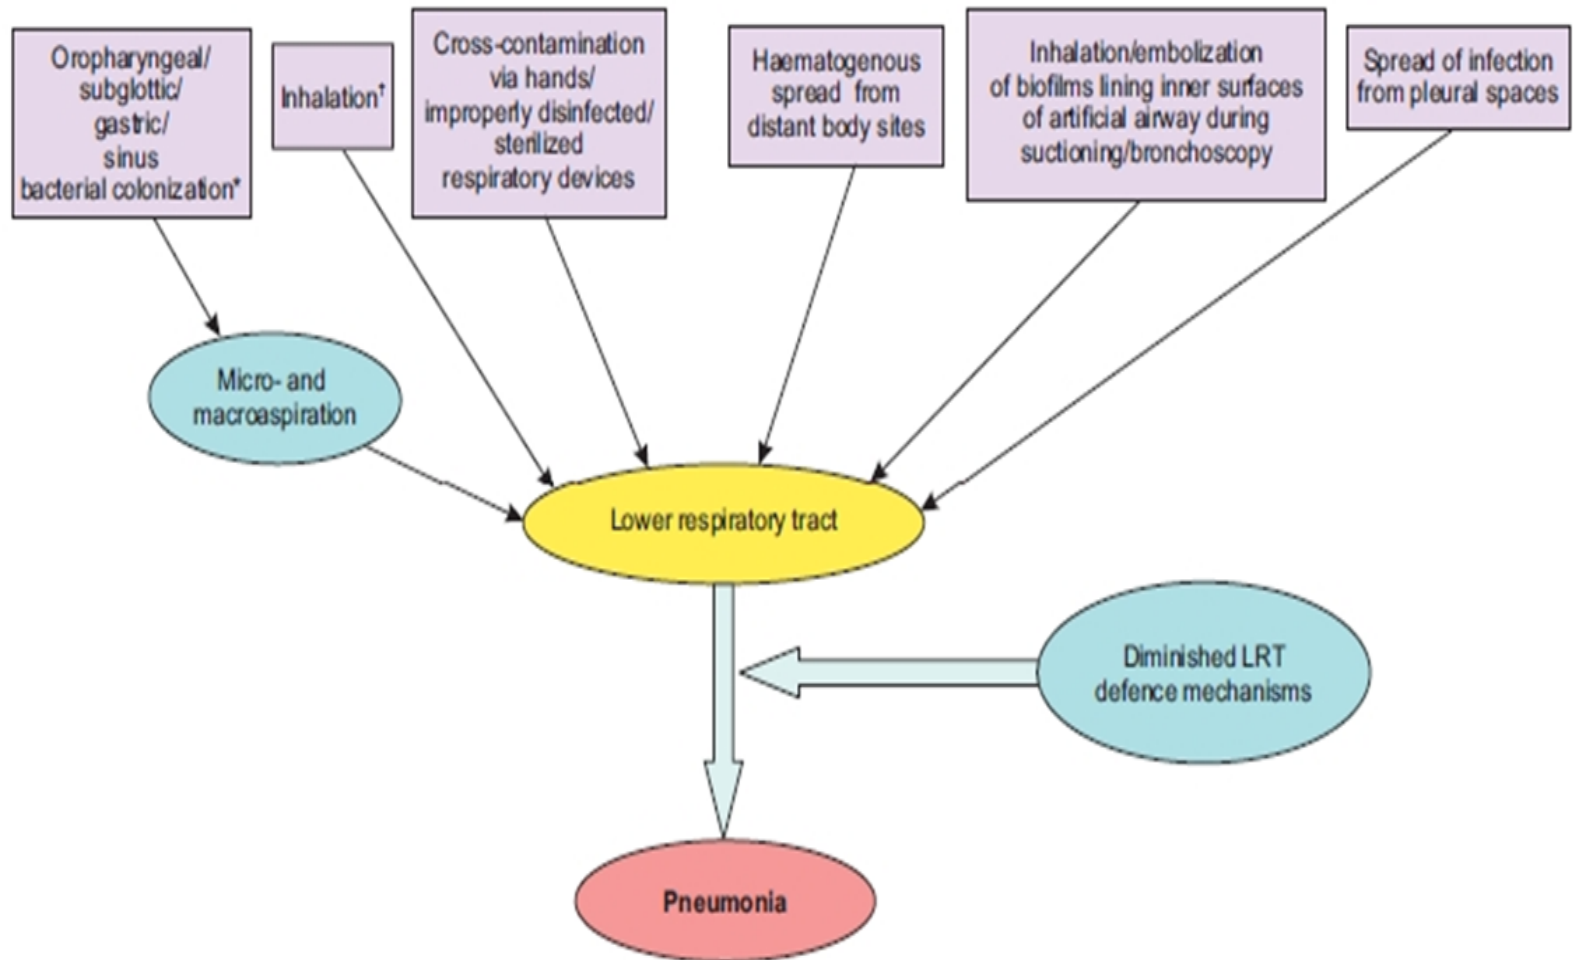 Oropharyngeal/
subglottic/
gastric/
sinus
bacterial colonization*
Inhalation†
Cross-contamination
via hands/
improperly disinfected/
sterilized
respiratory devices
Haematogenous
spread from
distant body sites
Inhalation/embolization
of biofilms lining inner surfaces
of artificial airway during
suctioning/bronchoscopy
Spread of infection
from pleural spaces
Micro- and
macroaspiration
Lower respiratory tract
Diminished LRT
defence mechanisms
Pneumonia